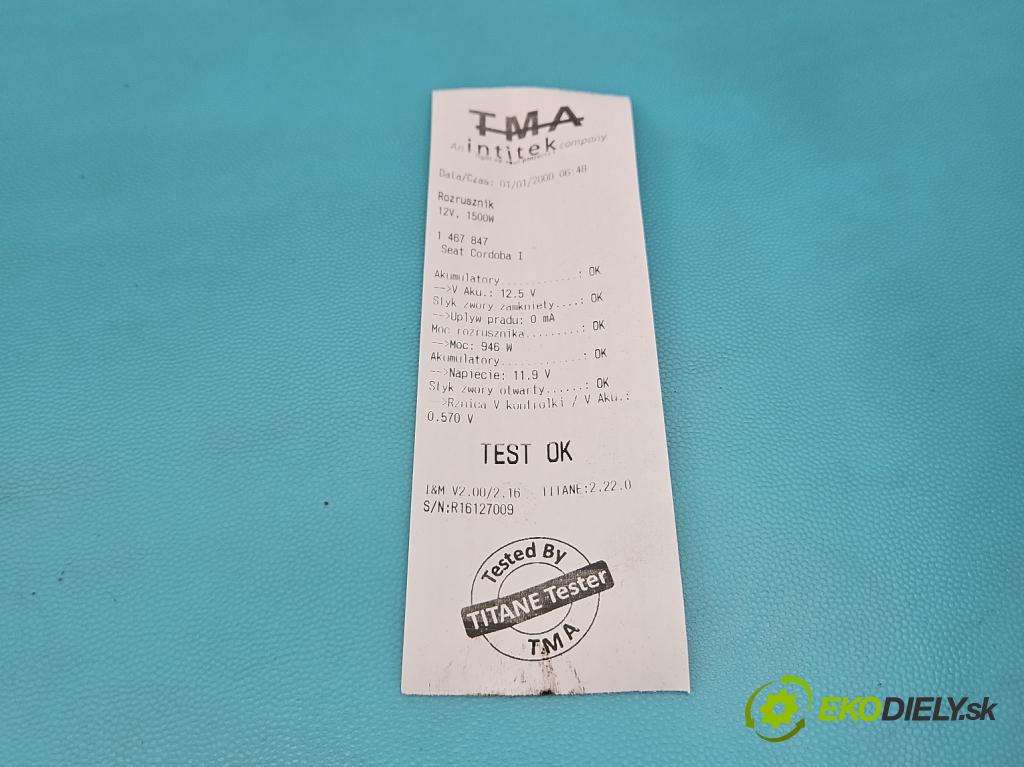 TMA
An intitek company
Data/Czas: 01/01/2000 06:48
Rozrusznik
12V, 1500W
1 467 847
Seat Cordoba I
Akumulatory...........: OK
-->V Aku.: 12.5 V
Styk zwory zamkniety....: OK
-->Uplyw pradu: 0 mA
Moc rozrusznika.........: OK
-->Moc: 946 W
Akumulatory............: OK
-->Napiecie: 11.9 V
Styk zwory otwarty......: OK
-->Rznica V kontrolki / V Aku.:
0.570 V
TEST OK
I&M V2.00/2.16 TITANE:2.22.0
S/N:R16127009
Tested By
TITANE Tester
TMA
EKODIELY.sk